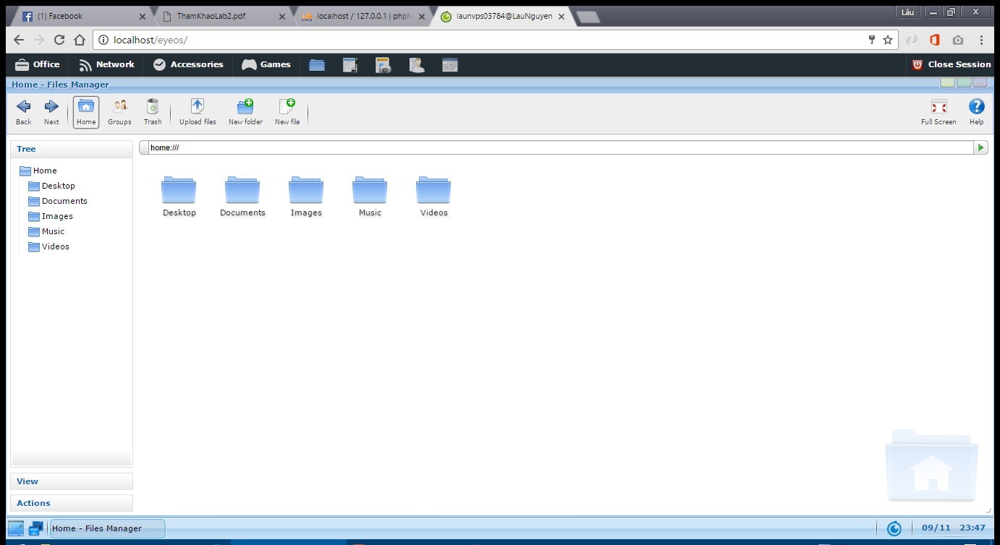 (1) Facebook
ThamKhaoLab2.pdf
localhost / 127.0.0.1 | phpM
launvps03784@LauNguyen
Lâu
localhost/eyeos/
Office
Network
Accessories
Games
Close Session
Home - Files Manager
Back
Next
Home
Groups
Trash
Upload files
New folder
New file
Full Screen
Help
Tree
home:///
Home
Desktop
Documents
Images
Music
Videos
Desktop
Documents
Images
Music
Videos
View
Actions
Home - Files Manager
09/11 23:47